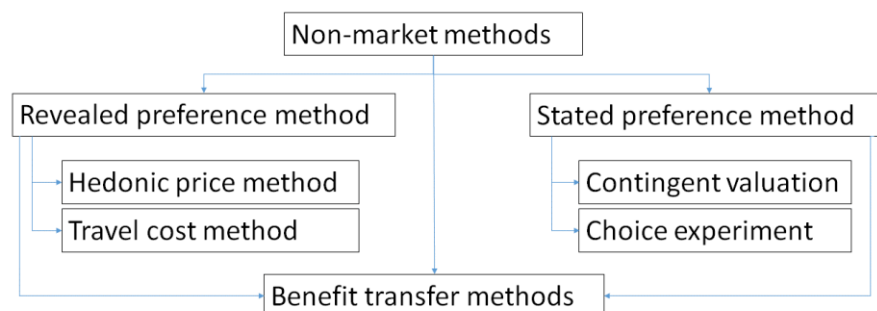 Non-market methods
Revealed preference method
Stated preference method
Hedonic price method
Contingent valuation
Travel cost method
Choice experiment
Benefit transfer methods